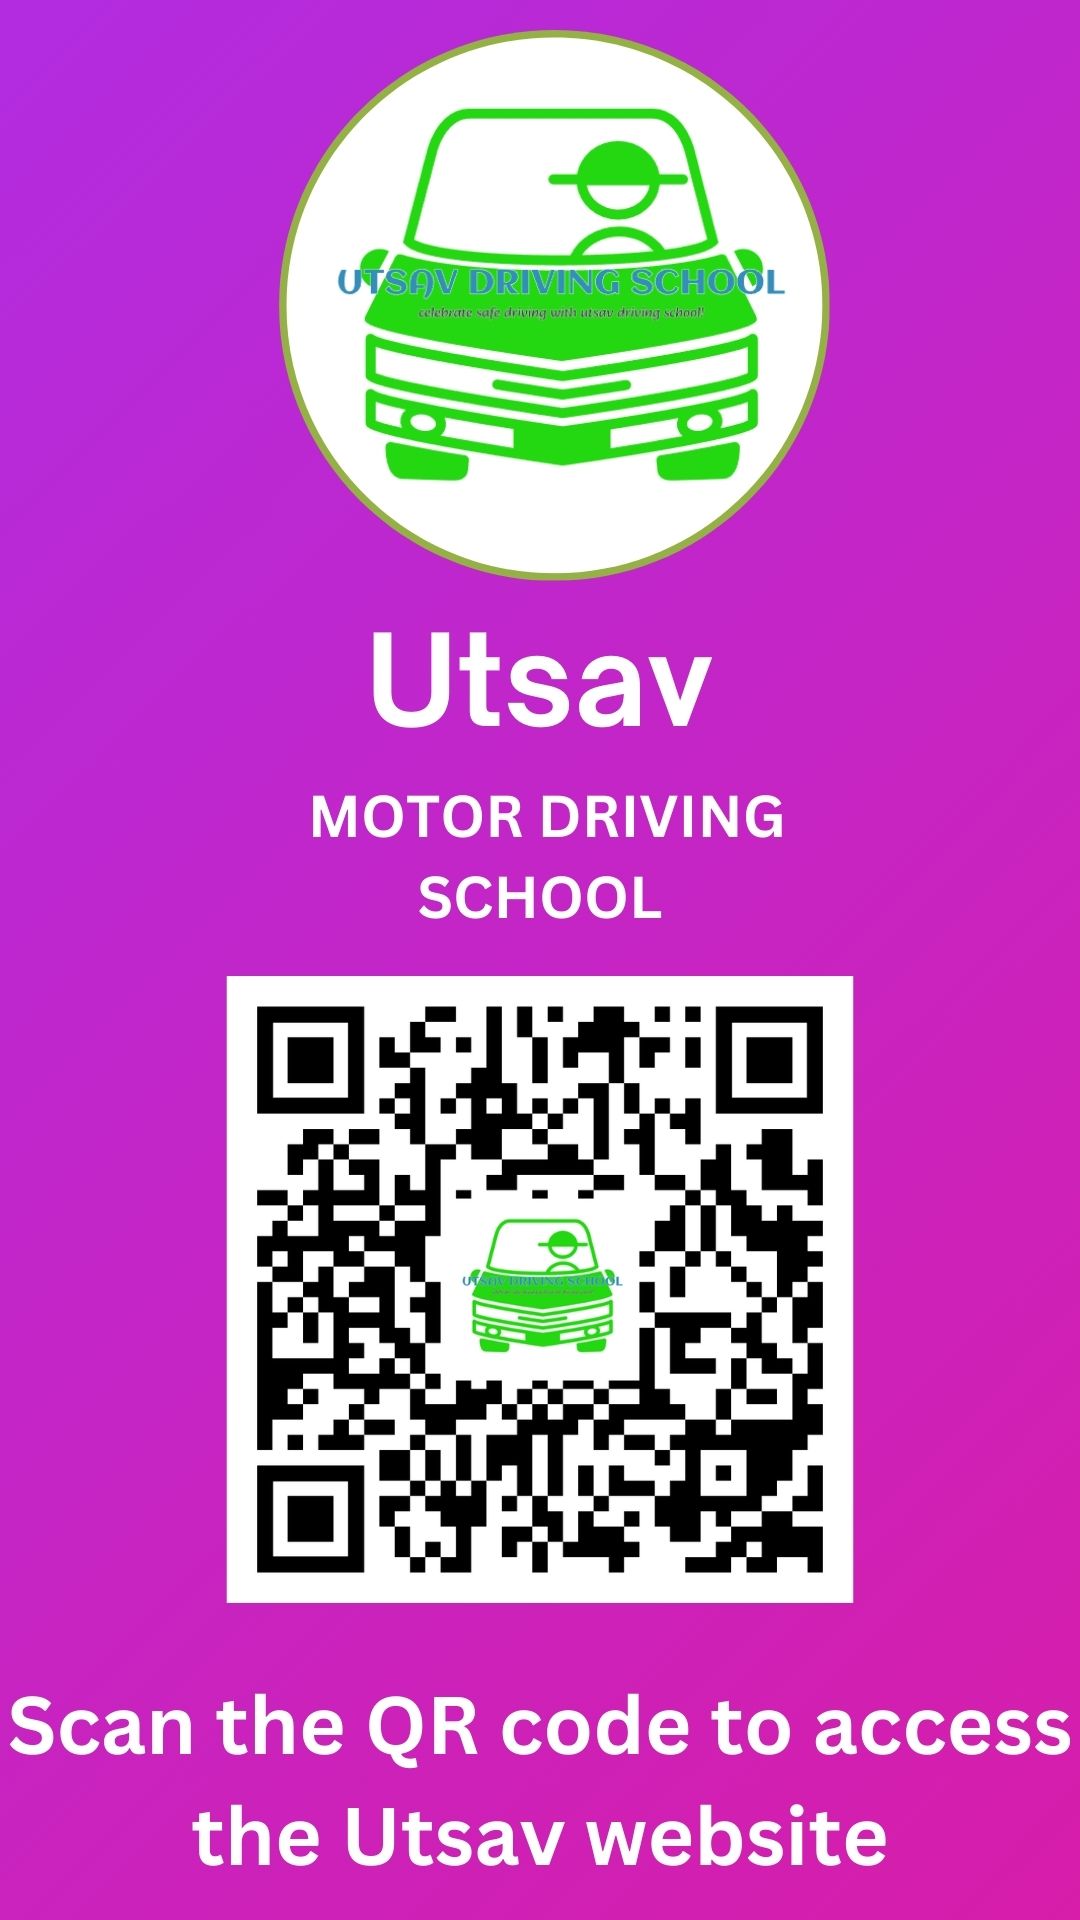 UTSAV DRIVING SCHOOL
celebrate safe driving with utsav driving school!
Utsav
MOTOR DRIVING
SCHOOL
UTSAV DRIVING SCHOOL
Scan the QR code to access
the Utsav website